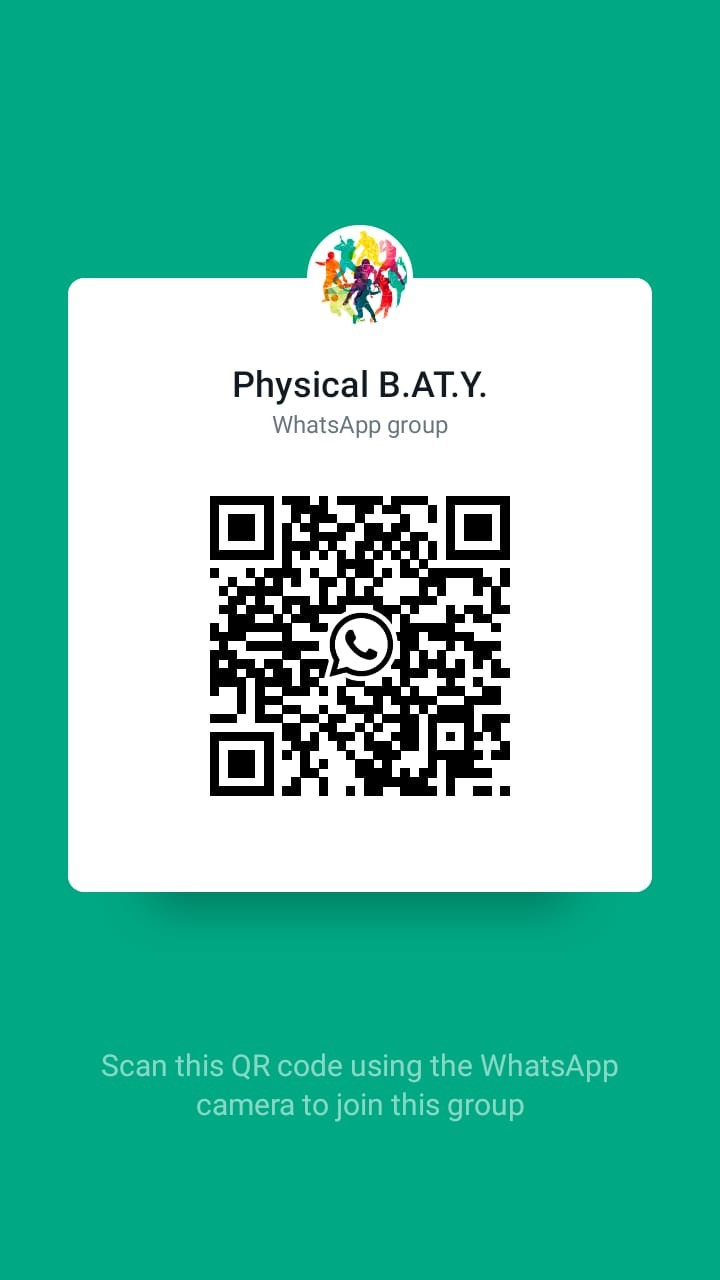 Physical B.AT.Y.
WhatsApp group
Scan this QR code using the WhatsApp
camera to join this group